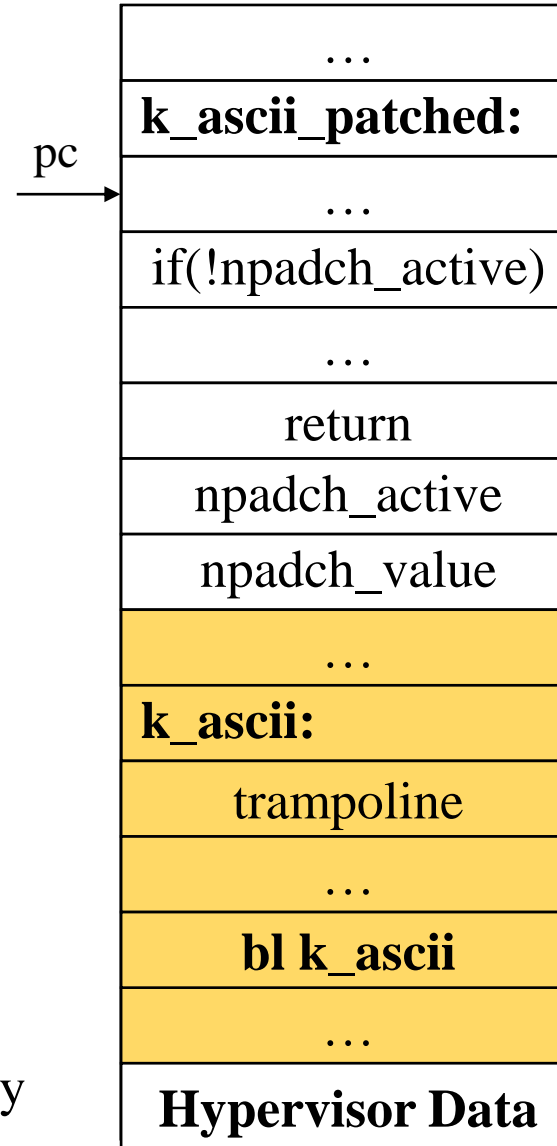 …
k_ascii_patched:
pc
…
if(!npadch_active)
…
return
npadch_active
npadch_value
…
k_ascii:
trampoline
…
bl k_ascii
…
y
Hypervisor Data